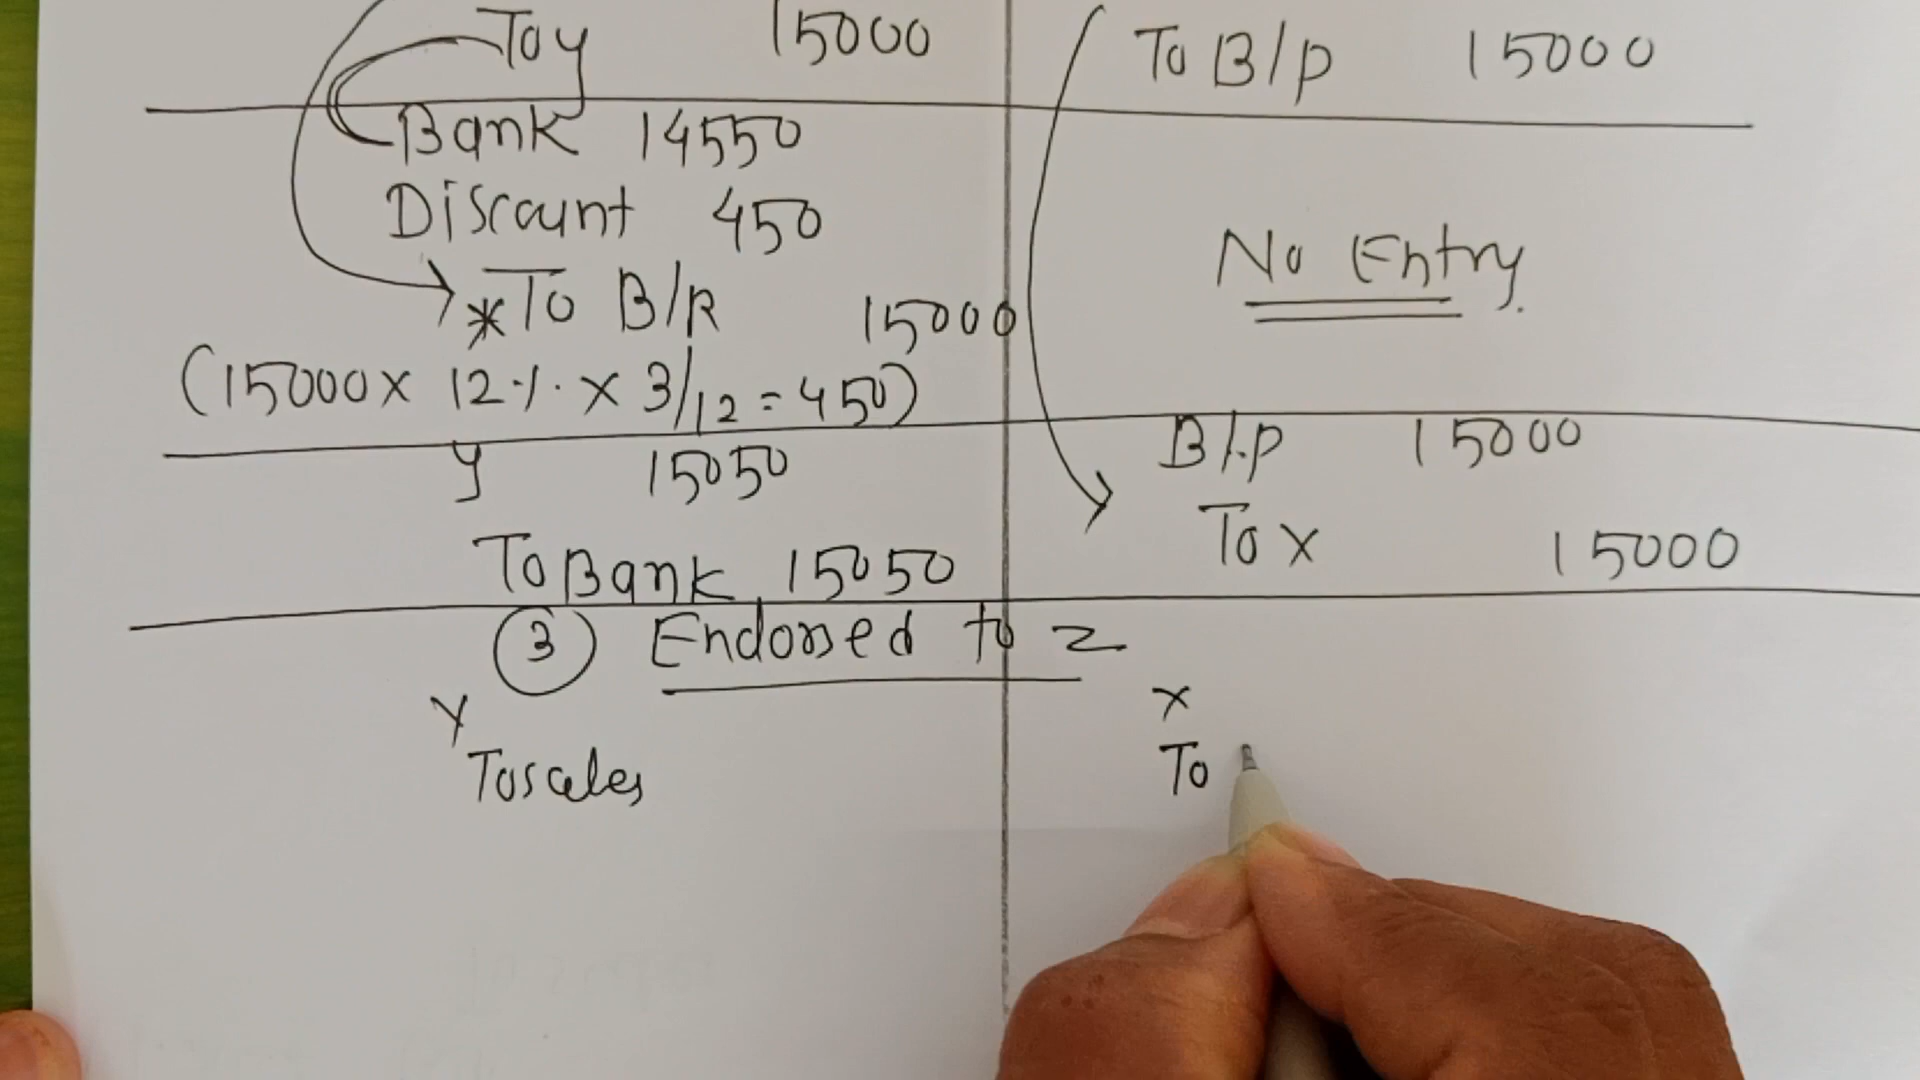 To y 15000
Bank 14550
Discount 450
*To B/R 15000
(15000 x 12%. x 3/12 = 450)
y 15050
To Bank 15050
To B/p 15000
No Entry.
B/p 15000
To x 15000
③ Endorsed to z
Y
To sales
x
To